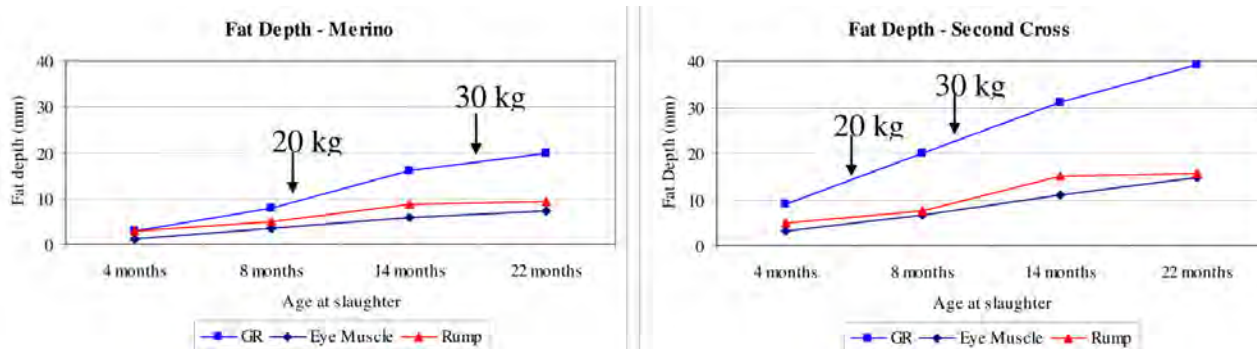 Fat Depth - Merino
40
30
20
10
0
Fat depth (mm)
20 kg
30 kg
4 months 8 months 14 months 22 months
Age at slaughter
GR Eye Muscle Rump
Fat Depth - Second Cross
40
30
20
10
0
Fat Depth (mm)
20 kg
30 kg
4 months 8 months 14 months 22 months
Age at slaughter
GR Eye Muscle Rump